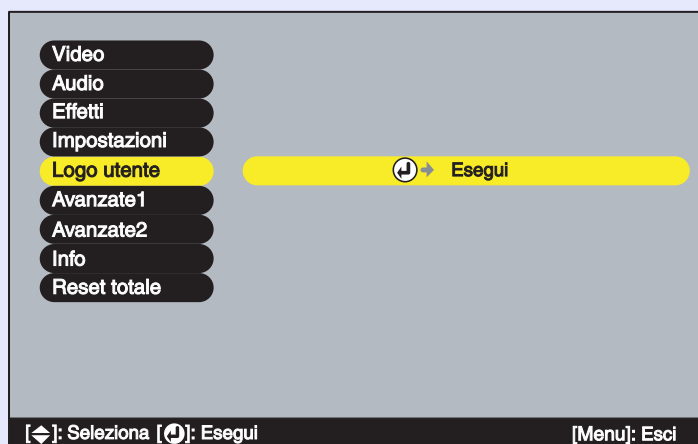 Video
Audio
Effetti
Impostazioni
Logo utente
Esegui
Avanzate1
Avanzate2
Info
Reset totale
[]: Seleziona []: Esegui
[Menu]: Esci